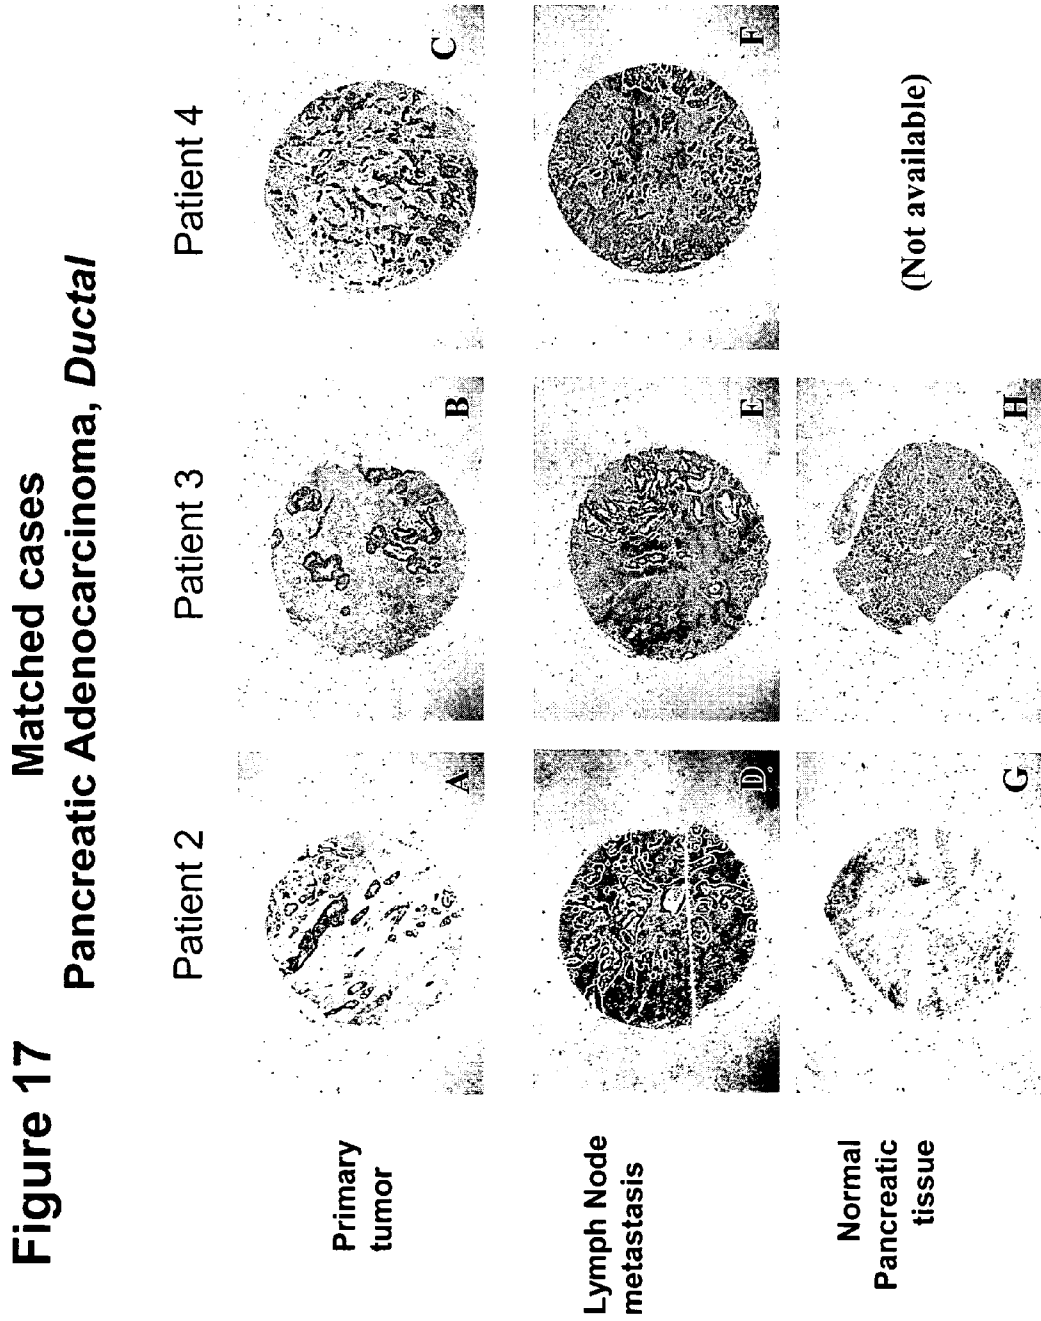 Figure 17
Matched cases
Pancreatic Adenocarcinoma, Ductal
Patient 2
Patient 3
Patient 4
Primary
tumor
A
B
C
Lymph Node
metastasis
D
E
F
Normal
Pancreatic
tissue
G
H
(Not available)